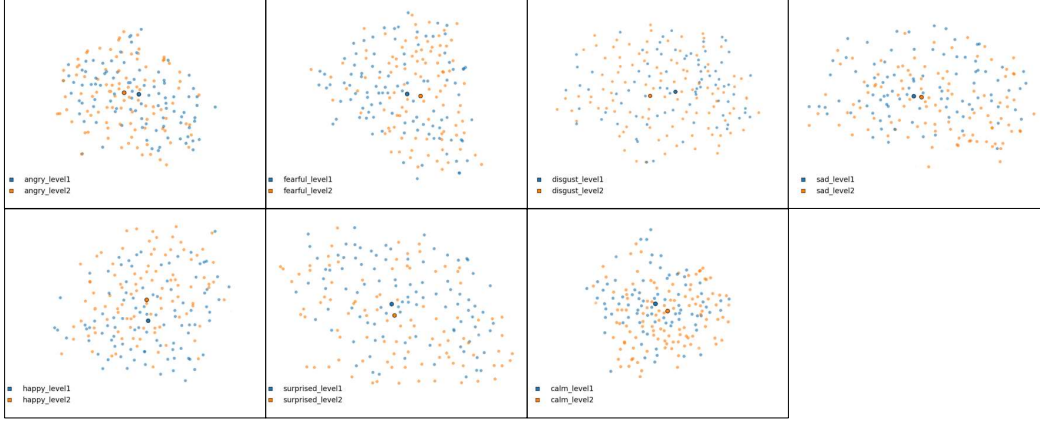 angry_level1
angry_level2
fearful_level1
fearful_level2
disgust_level1
disgust_level2
sad_level1
sad_level2
happy_level1
happy_level2
surprised_level1
surprised_level2
calm_level1
calm_level2